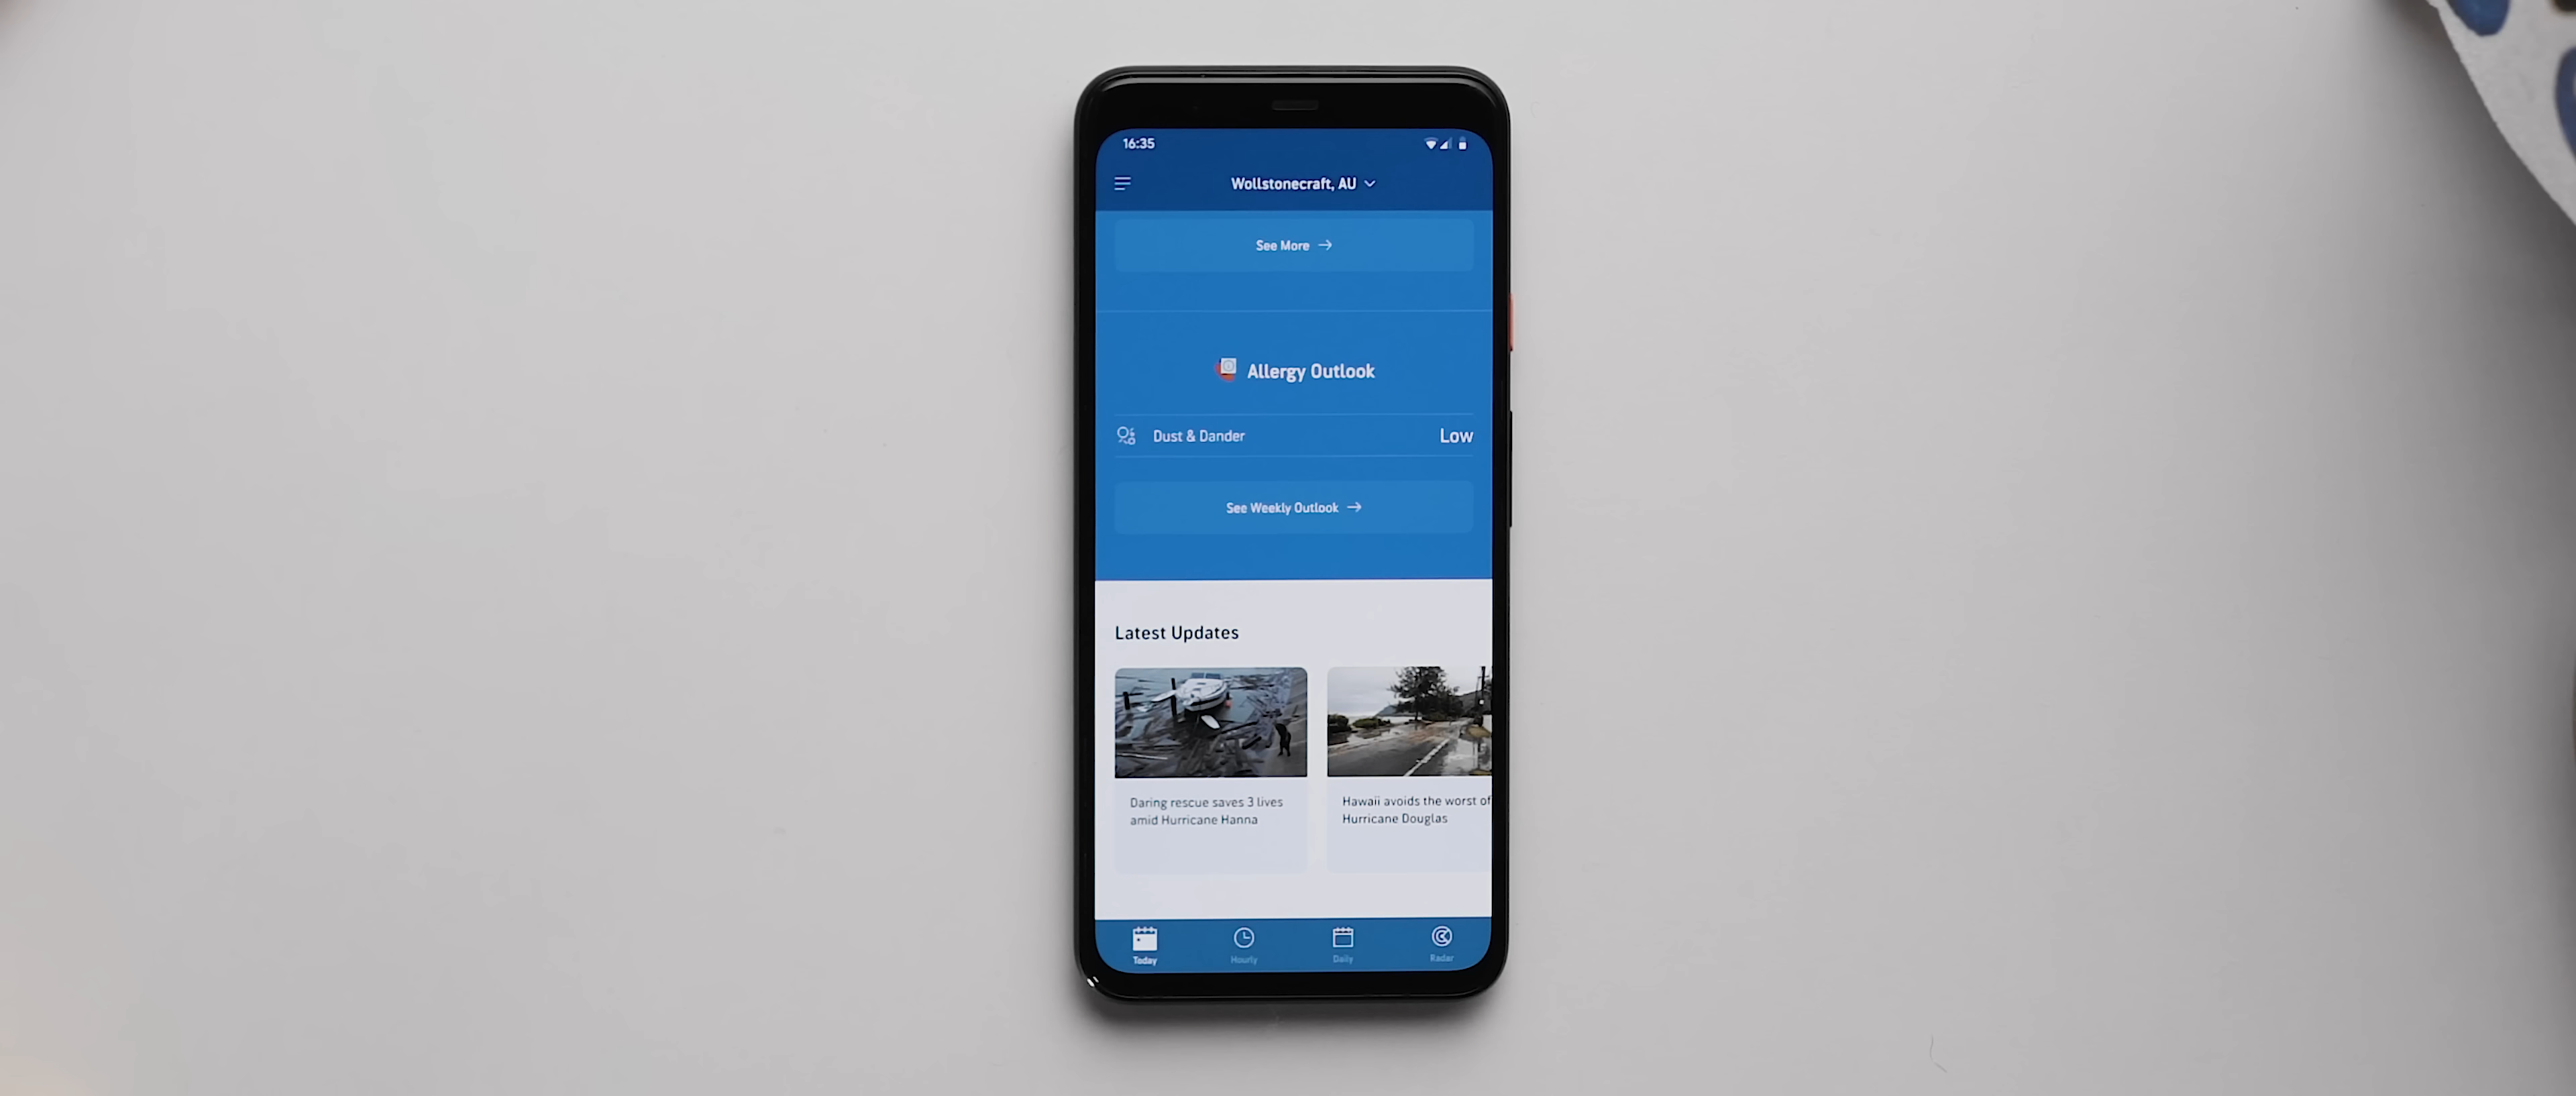 16:35
Wollstonecraft, AU
See More
Allergy Outlook
Dust & Dander
Low
See Weekly Outlook
Latest Updates
Daring rescue saves 3 lives
amid Hurricane Hanna
Hawaii avoids the worst of
Hurricane Douglas
Today
Hourly
Daily
Radar